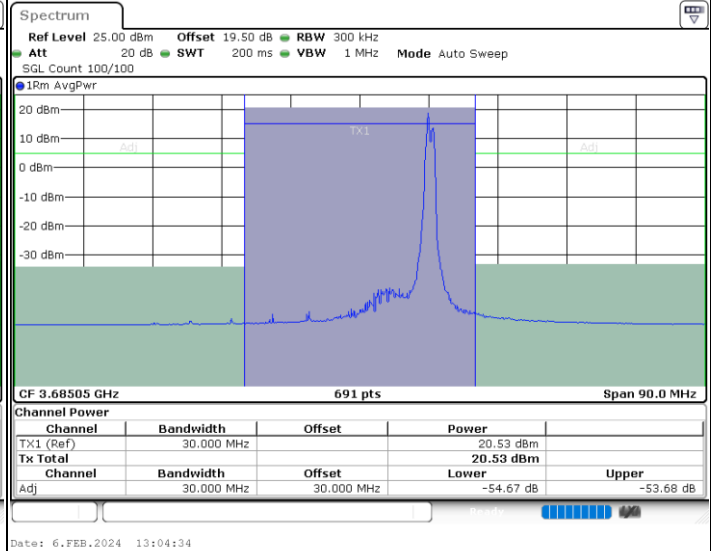 Spectrum
Ref Level 25.00 dBm Offset 19.50 dB RBW 300 kHz
Att 20 dB SWT 200 ms VBW 1 MHz Mode Auto Sweep
SGL Count 100/100
1Rm AvgPwr
20 dBm
TX1
10 dBm
Adj Adj
0 dBm
-10 dBm
-20 dBm
-30 dBm
CF 3.68505 GHz 691 pts Span 90.0 MHz
Channel Power
Channel Bandwidth Offset Power
TX1 (Ref) 30.000 MHz 20.53 dBm
Tx Total 20.53 dBm
Channel Bandwidth Offset Lower Upper
Adj 30.000 MHz 30.000 MHz -54.67 dB -53.68 dB
Ready
Date: 6.FEB.2024 13:04:34